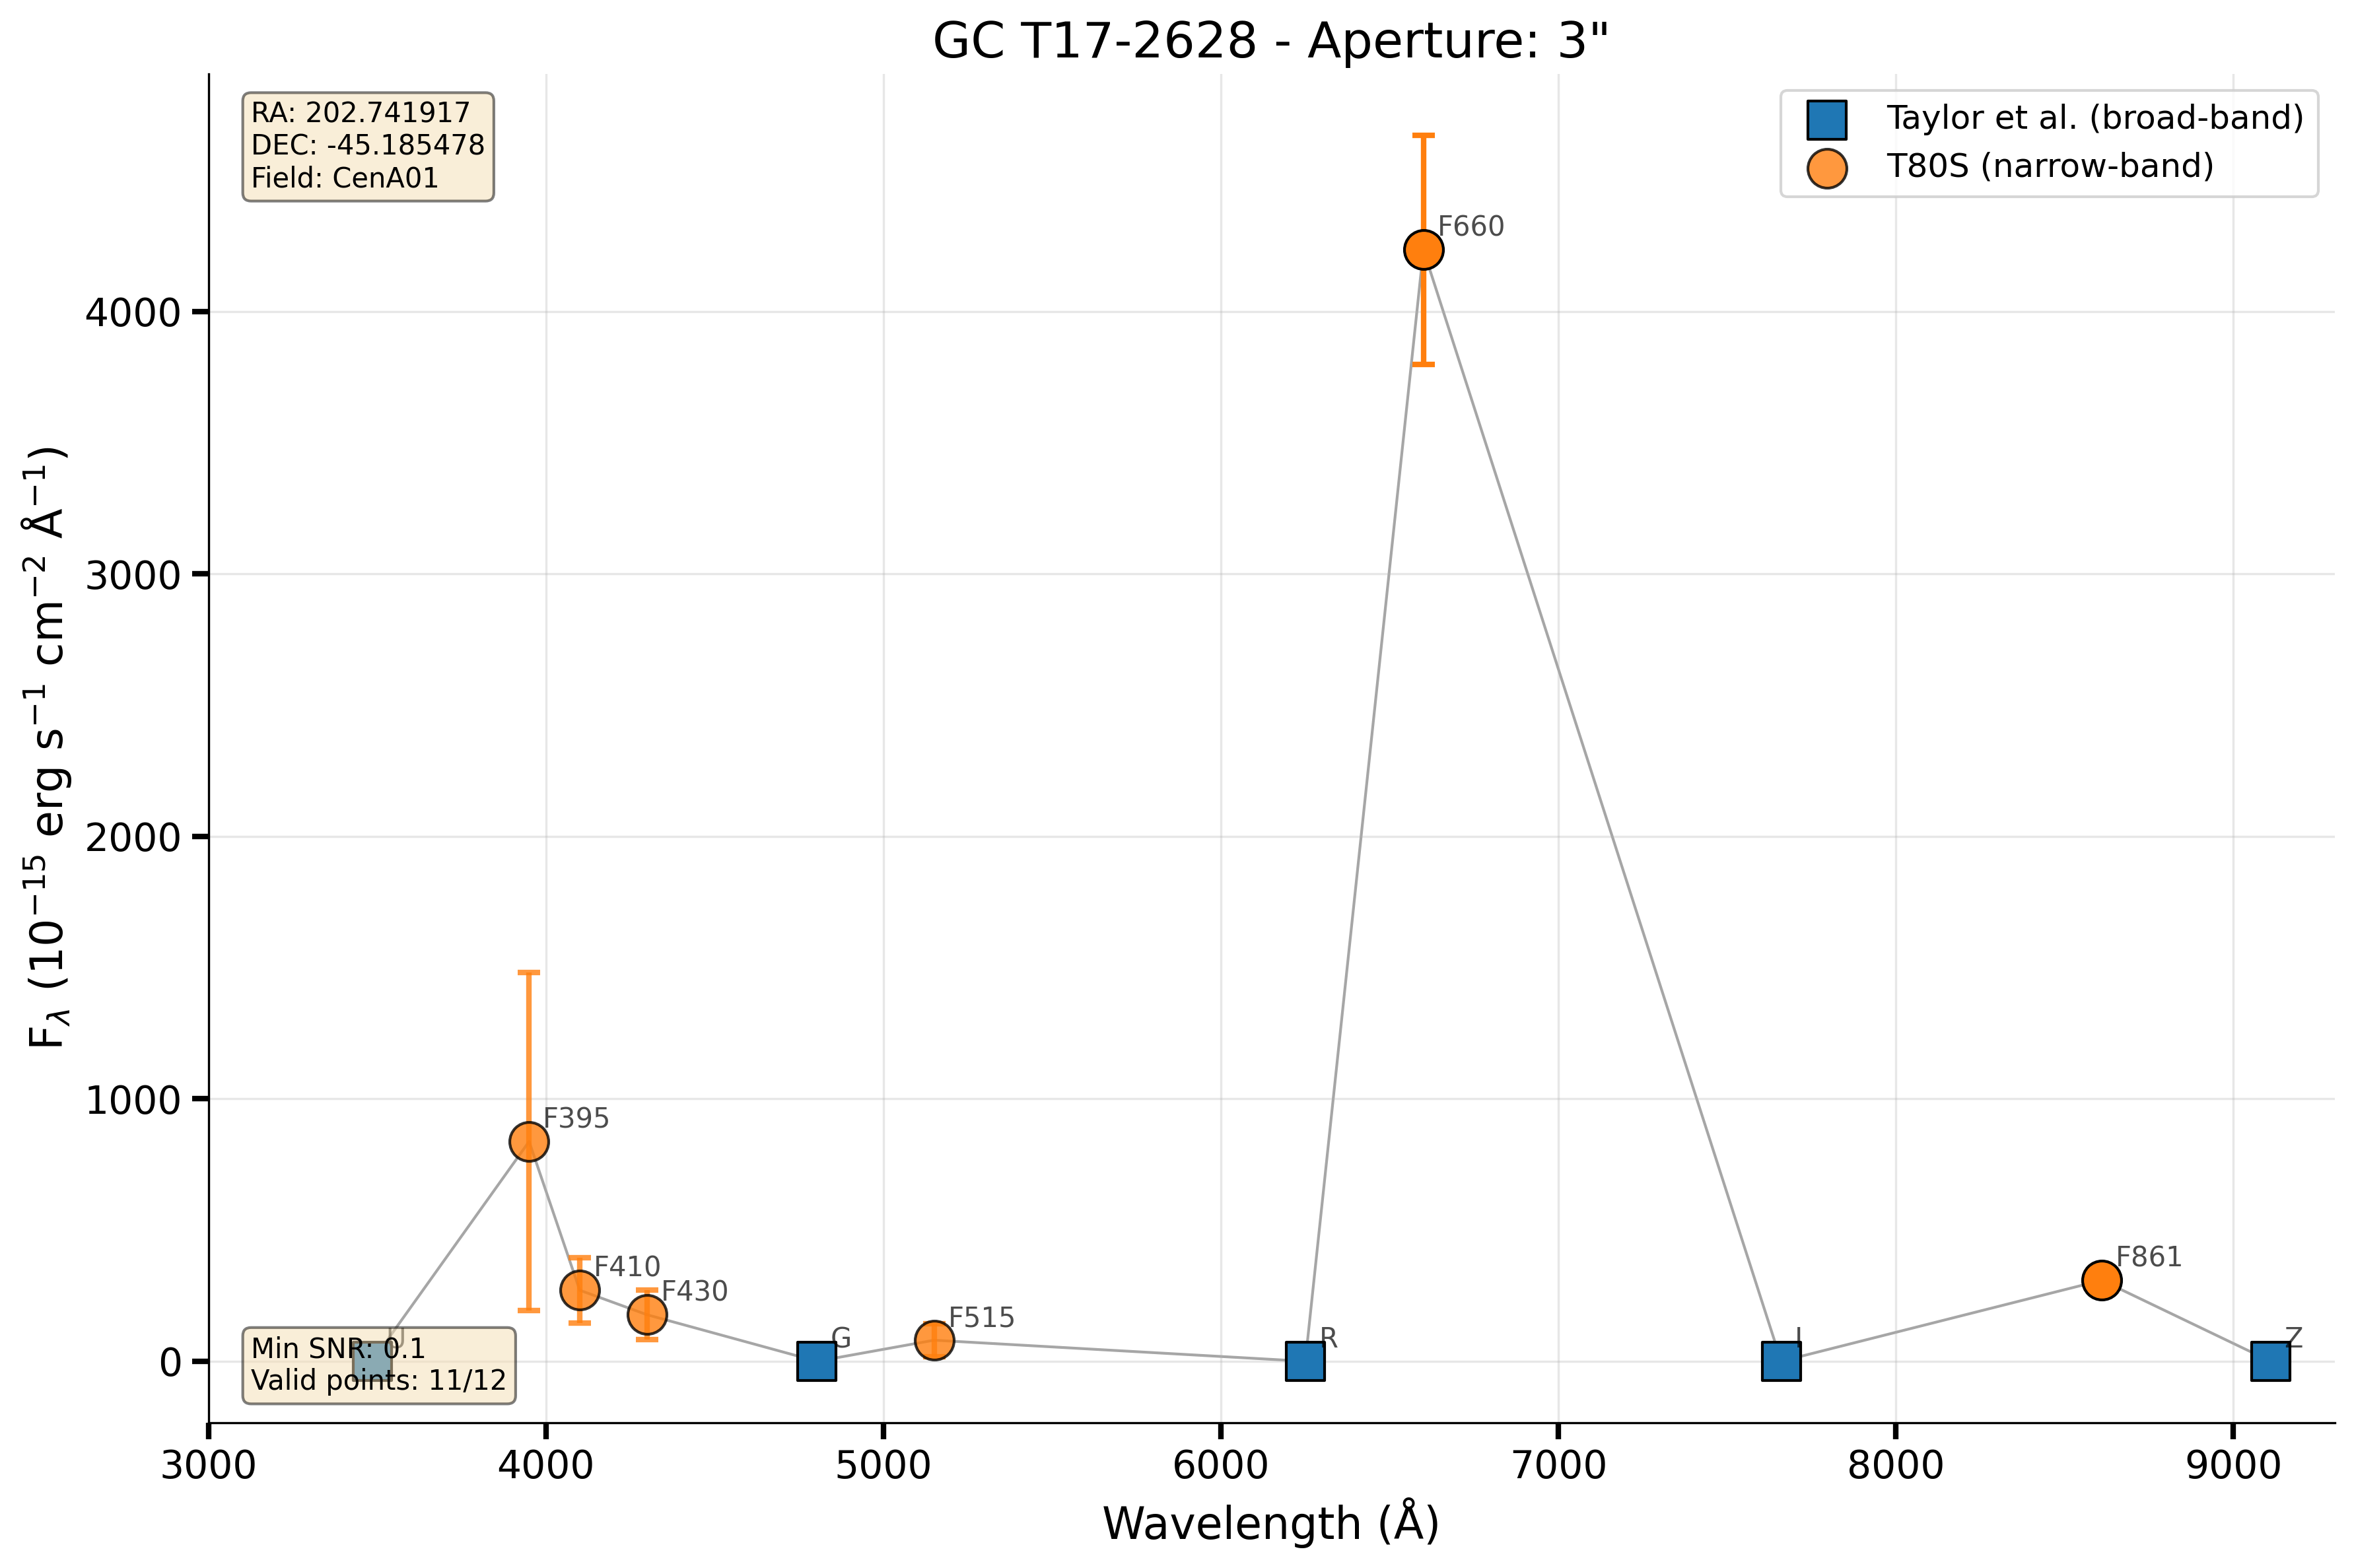 GC T17-2628 - Aperture: 3"
RA: 202.741917
DEC: -45.185478
Field: CenA01
Taylor et al. (broad-band)
T80S (narrow-band)
F660
F395
F410
F430
G
F515
R
I
F861
Z
U
Min SNR: 0.1
Valid points: 11/12
4000
3000
2000
1000
0
F_λ (10⁻¹⁵ erg s⁻¹ cm⁻² Å⁻¹)
3000 4000 5000 6000 7000 8000 9000
Wavelength (Å)